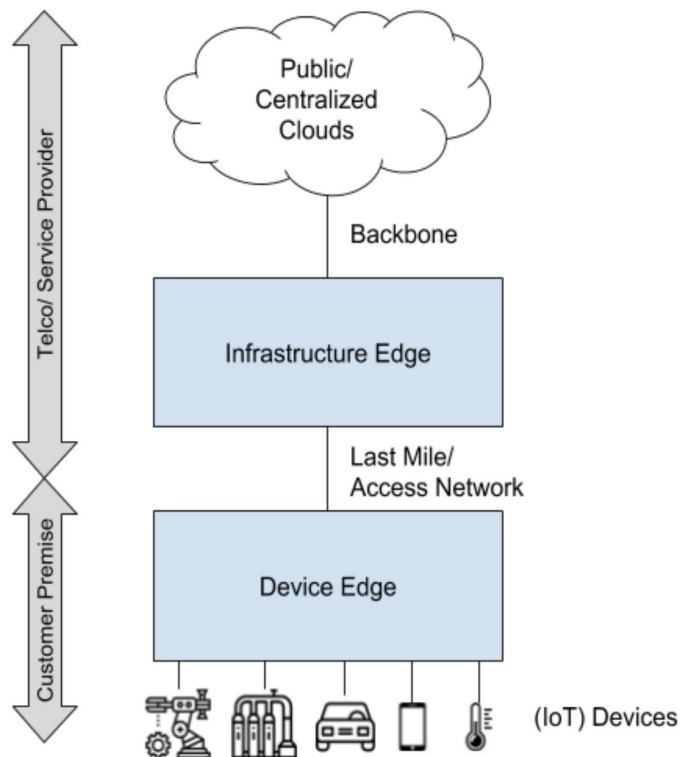 Public/
Centralized
Clouds
Backbone
Telco/ Service Provider
Infrastructure Edge
Last Mile/
Access Network
Device Edge
Customer Premise
(IoT) Devices